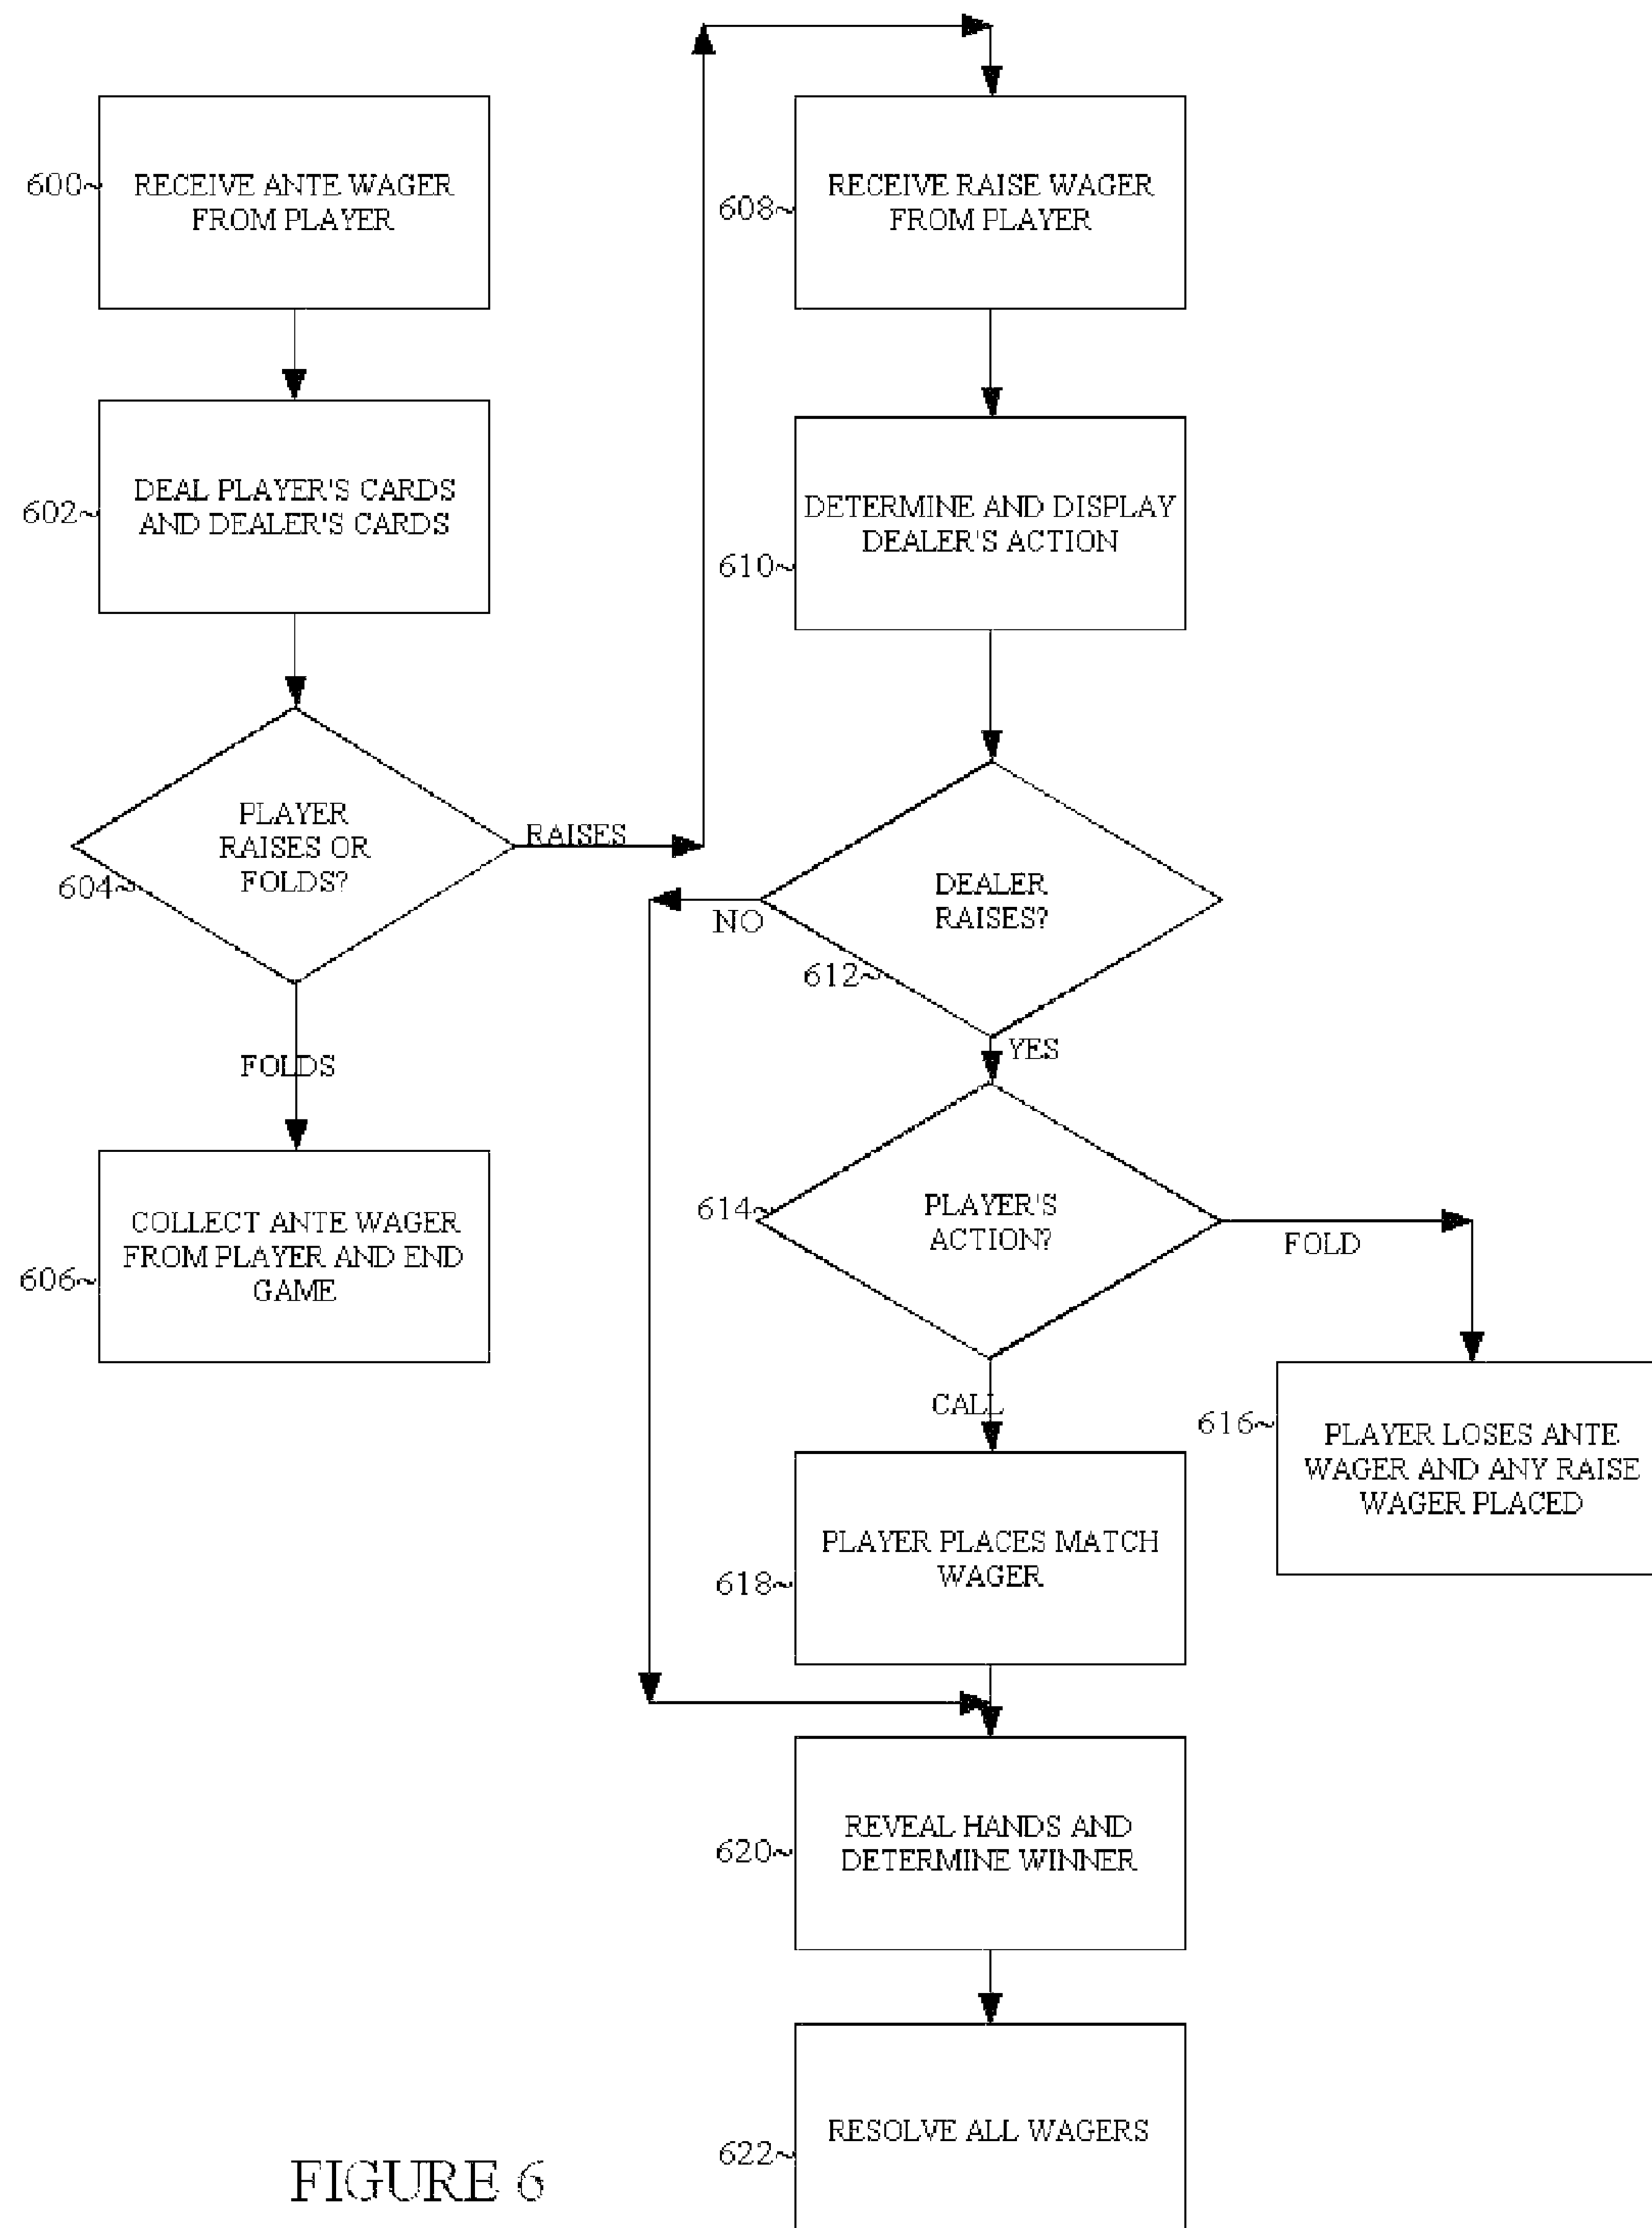 600~
RECEIVE ANTE WAGER
FROM PLAYER
602~
DEAL PLAYER'S CARDS
AND DEALER'S CARDS
604~
PLAYER
RAISES OR
FOLDS?
RAISES
FOLDS
606~
COLLECT ANTE WAGER
FROM PLAYER AND END
GAME
608~
RECEIVE RAISE WAGER
FROM PLAYER
610~
DETERMINE AND DISPLAY
DEALER'S ACTION
612~
DEALER
RAISES?
NO
YES
614~
PLAYER'S
ACTION?
FOLD
CALL
616~
PLAYER LOSES ANTE
WAGER AND ANY RAISE
WAGER PLACED
618~
PLAYER PLACES MATCH
WAGER
620~
REVEAL HANDS AND
DETERMINE WINNER
622~
RESOLVE ALL WAGERS
FIGURE 6